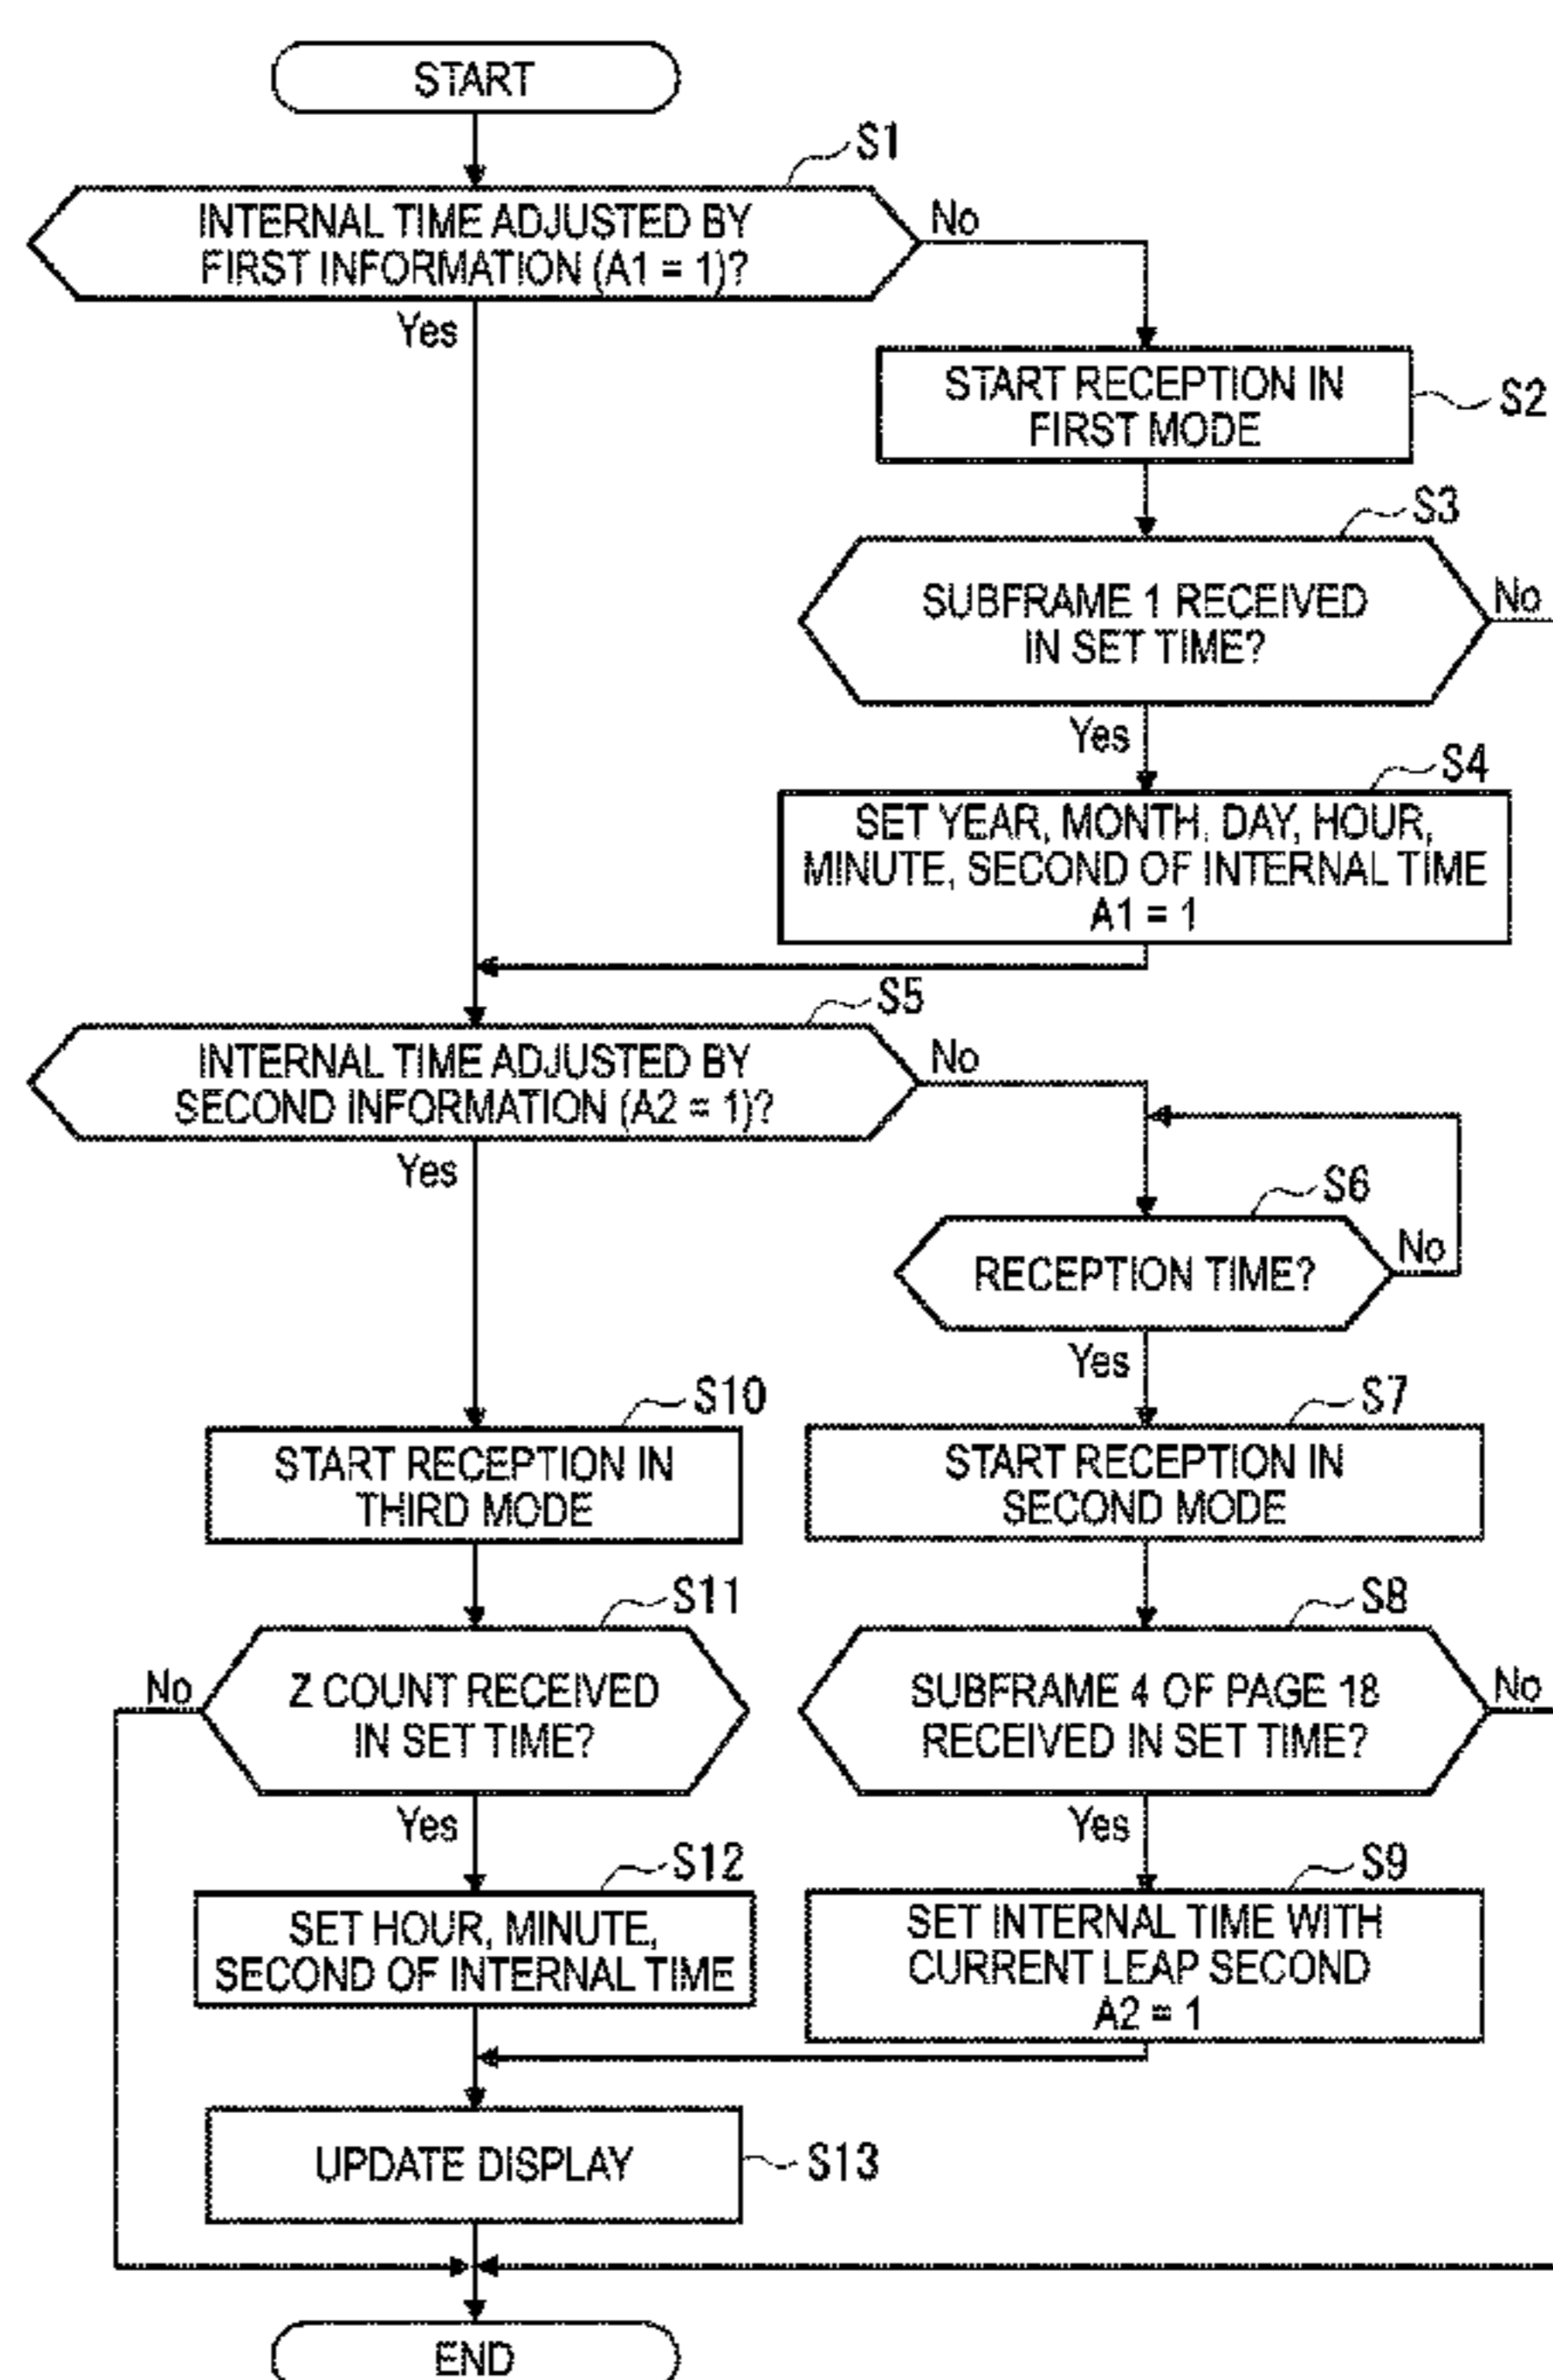 START
S1
INTERNAL TIME ADJUSTED BY
FIRST INFORMATION (A1 = 1)?
No
Yes
START RECEPTION IN
FIRST MODE
S2
S3
SUBFRAME 1 RECEIVED
IN SET TIME?
No
Yes
S4
SET YEAR, MONTH, DAY, HOUR,
MINUTE, SECOND OF INTERNAL TIME
A1 = 1
S5
INTERNAL TIME ADJUSTED BY
SECOND INFORMATION (A2 = 1)?
No
Yes
S6
RECEPTION TIME?
No
Yes
S10
START RECEPTION IN
THIRD MODE
S7
START RECEPTION IN
SECOND MODE
S11
Z COUNT RECEIVED
IN SET TIME?
No
Yes
S8
SUBFRAME 4 OF PAGE 18
RECEIVED IN SET TIME?
No
Yes
S12
SET HOUR, MINUTE,
SECOND OF INTERNAL TIME
S9
SET INTERNAL TIME WITH
CURRENT LEAP SECOND
A2 = 1
UPDATE DISPLAY
S13
END